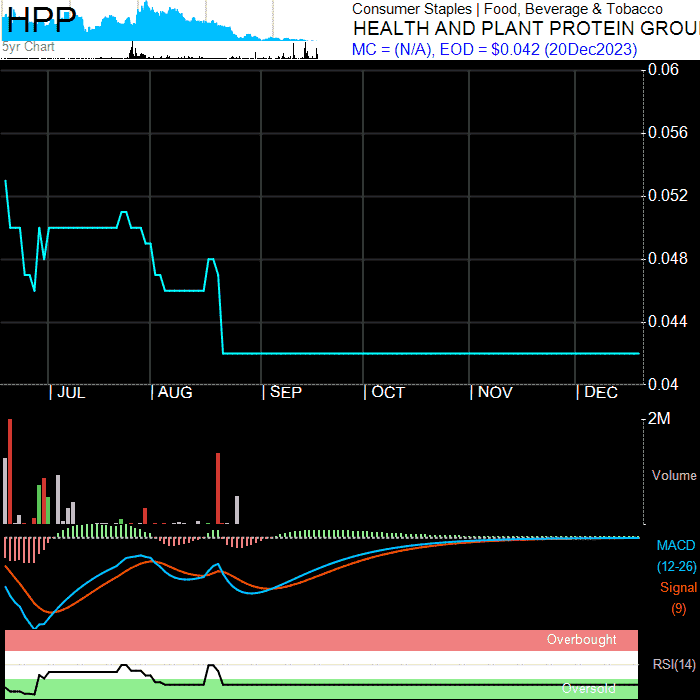 HPP
Consumer Staples | Food, Beverage & Tobacco
HEALTH AND PLANT PROTEIN GROU
5yr Chart
MC = (N/A), EOD = $0.042 (20Dec2023)
0.06
0.056
0.052
0.048
0.044
0.04
JUL
AUG
SEP
OCT
NOV
DEC
2M
Volume
MACD
(12-26)
Signal
(9)
Overbought
RSI(14)
Oversold